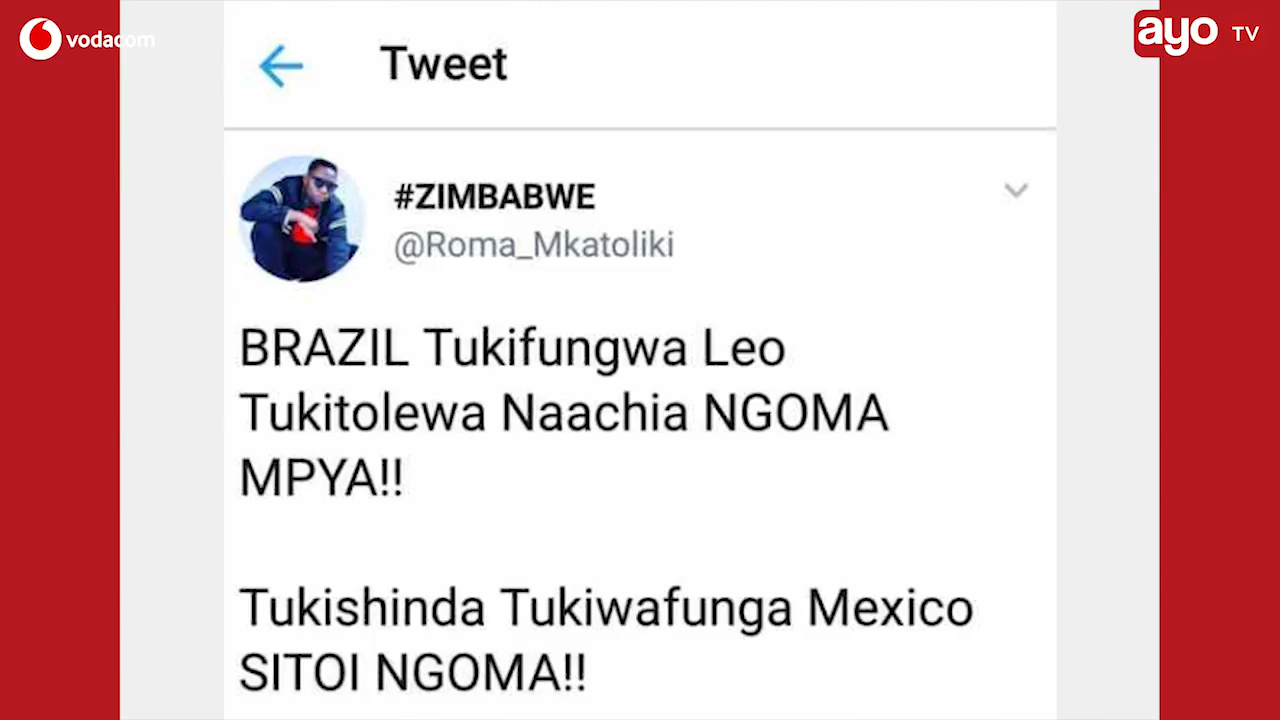 vodacom
ayo TV
Tweet
#ZIMBABWE
@Roma_Mkatoliki
BRAZIL Tukifungwa Leo
Tukitolewa Naachia NGOMA
MPYA!!
Tukishinda Tukiwafunga Mexico
SITOI NGOMA!!